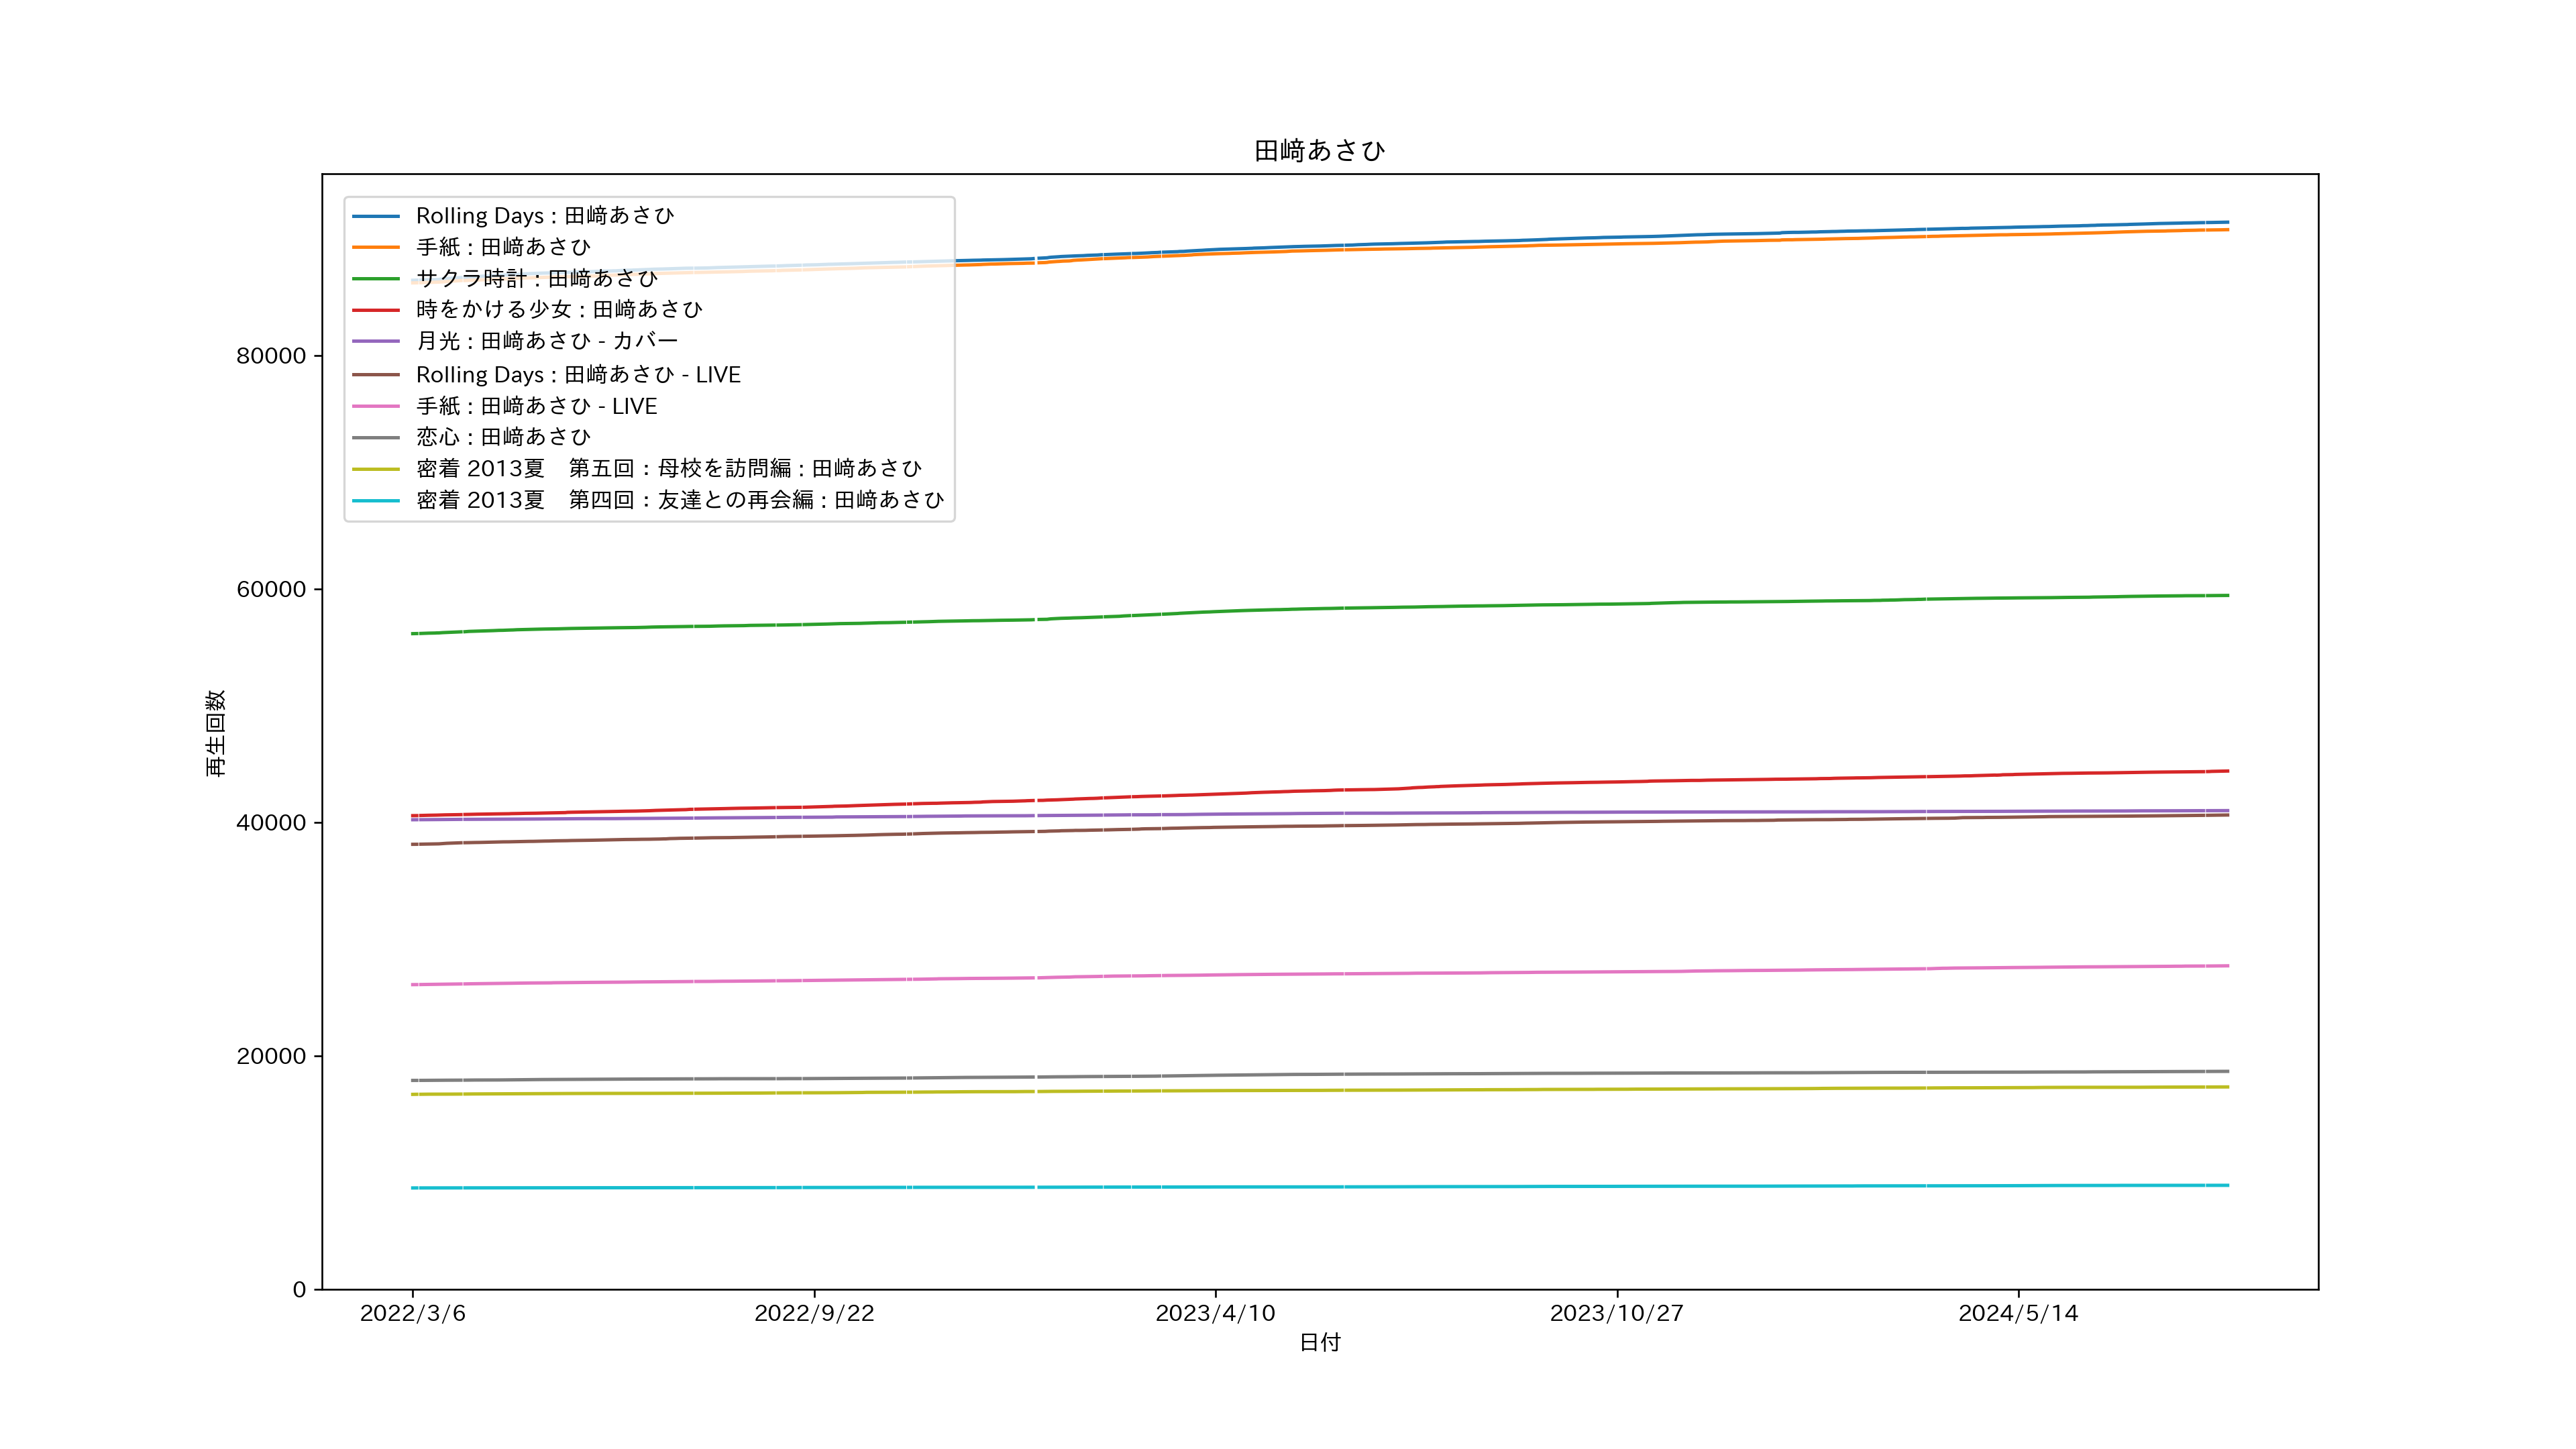 田﨑あさひ
Rolling Days : 田﨑あさひ
手紙 : 田﨑あさひ
サクラ時計 : 田﨑あさひ
時をかける少女 : 田﨑あさひ
月光 : 田﨑あさひ - カバー
Rolling Days : 田﨑あさひ - LIVE
手紙 : 田﨑あさひ - LIVE
恋心 : 田﨑あさひ
密着 2013夏　第五回：母校を訪問編 : 田﨑あさひ
密着 2013夏　第四回：友達との再会編 : 田﨑あさひ
80000
60000
40000
20000
0
再生回数
2022/3/6
2022/9/22
2023/4/10
2023/10/27
2024/5/14
日付